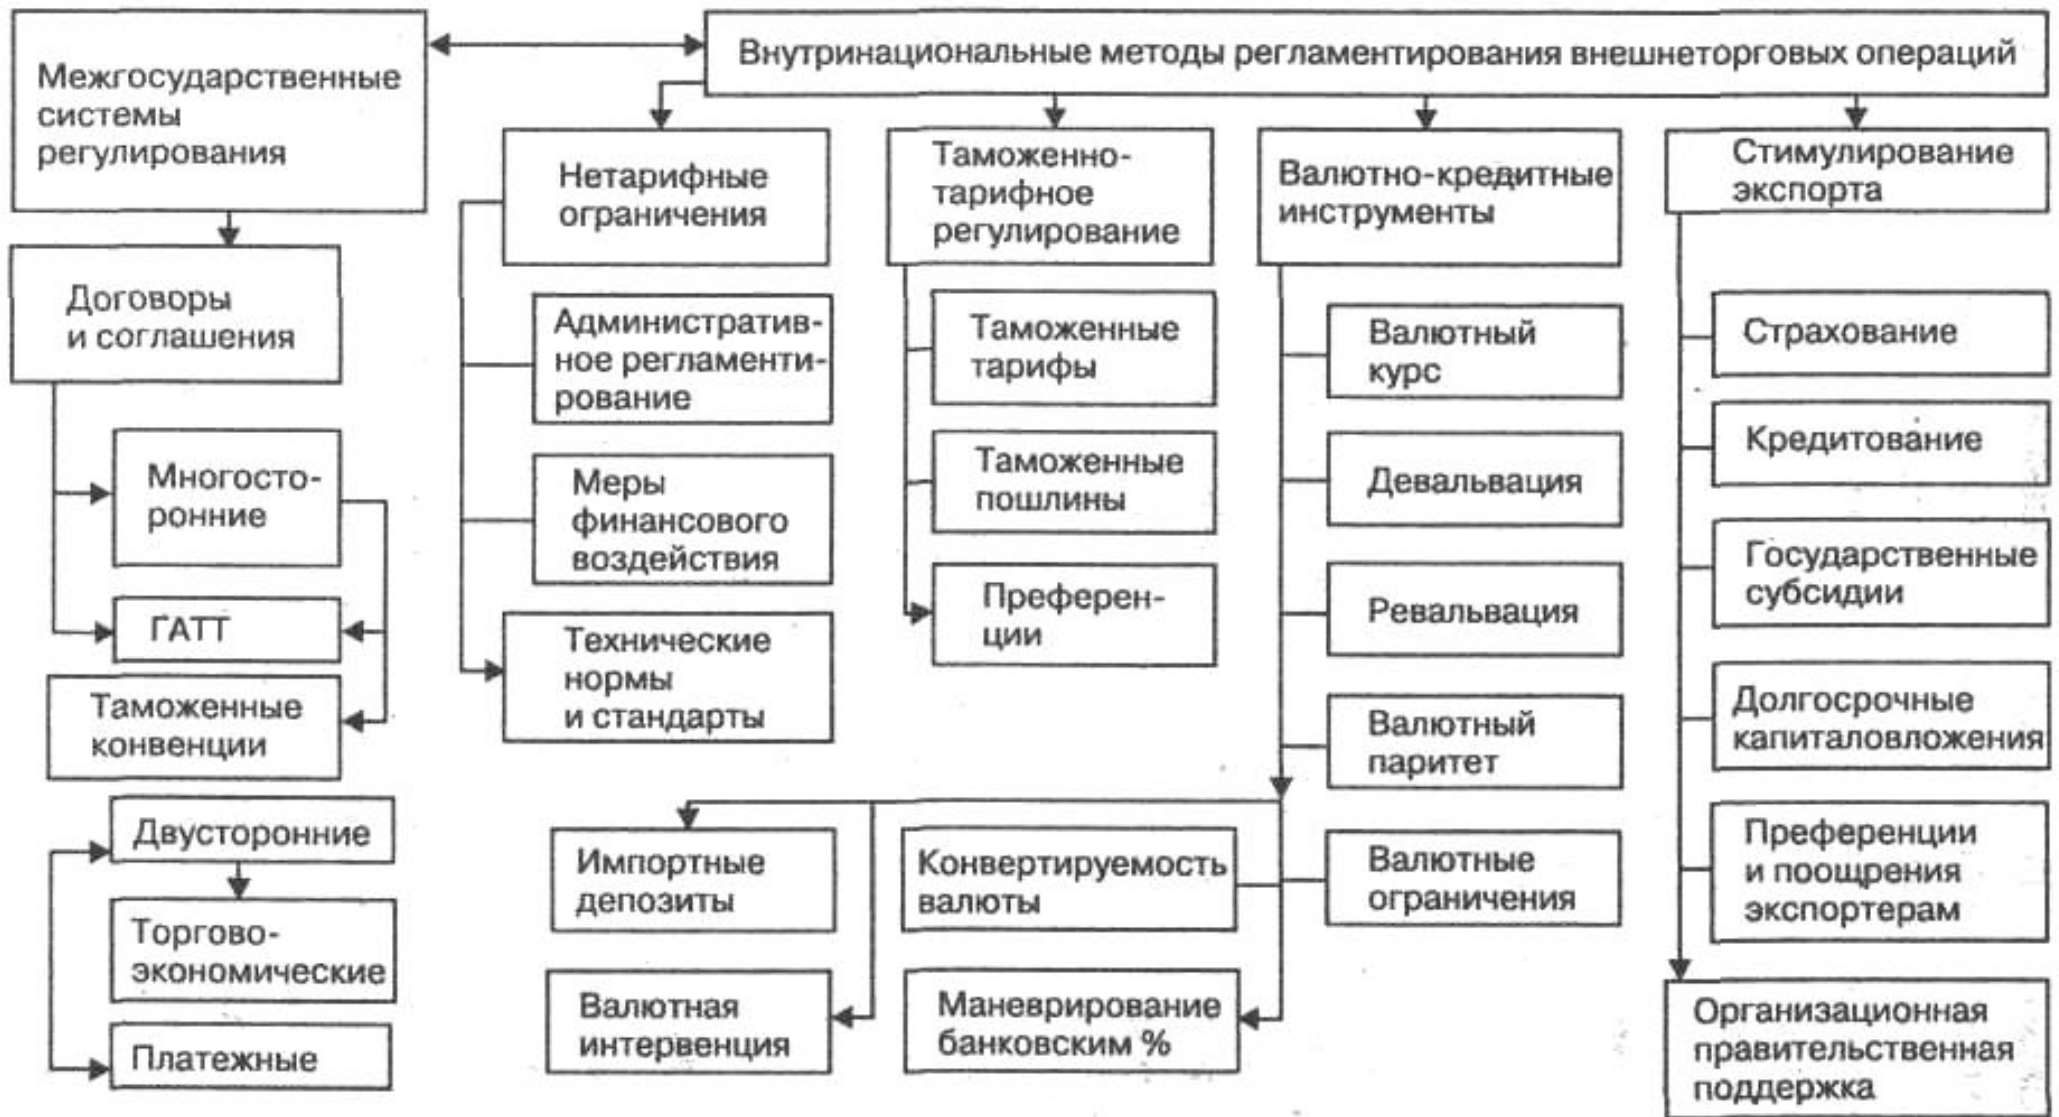 Межгосударственные
системы
регулирования
Внутринациональные методы регламентирования внешнеторговых операций
Договоры
и соглашения
Многосто-
ронние
ГАТТ
Таможенные
конвенции
Двусторонние
Торгово-
экономические
Платежные
Нетарифные
ограничения
Административ-
ное регламенти-
рование
Меры
финансового
воздействия
Технические
нормы
и стандарты
Таможенно-
тарифное
регулирование
Таможенные
тарифы
Таможенные
пошлины
Преферен-
ции
Валютно-кредитные
инструменты
Валютный
курс
Девальвация
Ревальвация
Валютный
паритет
Валютные
ограничения
Импортные
депозиты
Конвертируемость
валюты
Валютная
интервенция
Маневрирование
банковским %
Стимулирование
экспорта
Страхование
Кредитование
Государственные
субсидии
Долгосрочные
капиталовложения
Преференции
и поощрения
экспортерам
Организационная
правительственная
поддержка